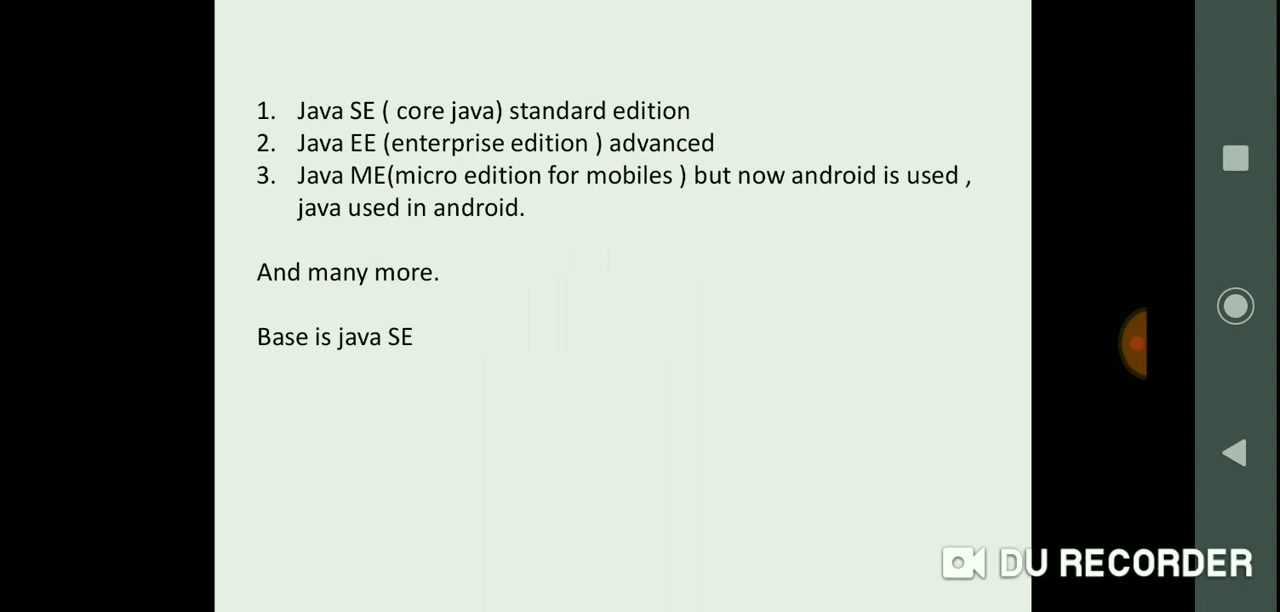 1. Java SE ( core java) standard edition
2. Java EE (enterprise edition ) advanced
3. Java ME(micro edition for mobiles ) but now android is used ,
java used in android.
And many more.
Base is java SE
DU RECORDER